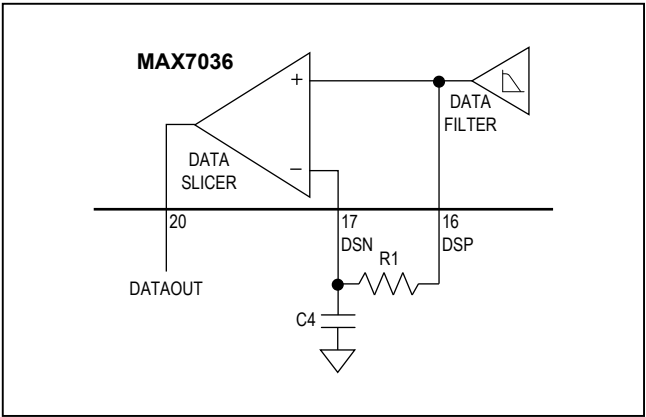 MAX7036
+
DATA
FILTER
DATA
SLICER
−
20
17
16
DSN
DSP
R1
DATAOUT
C4